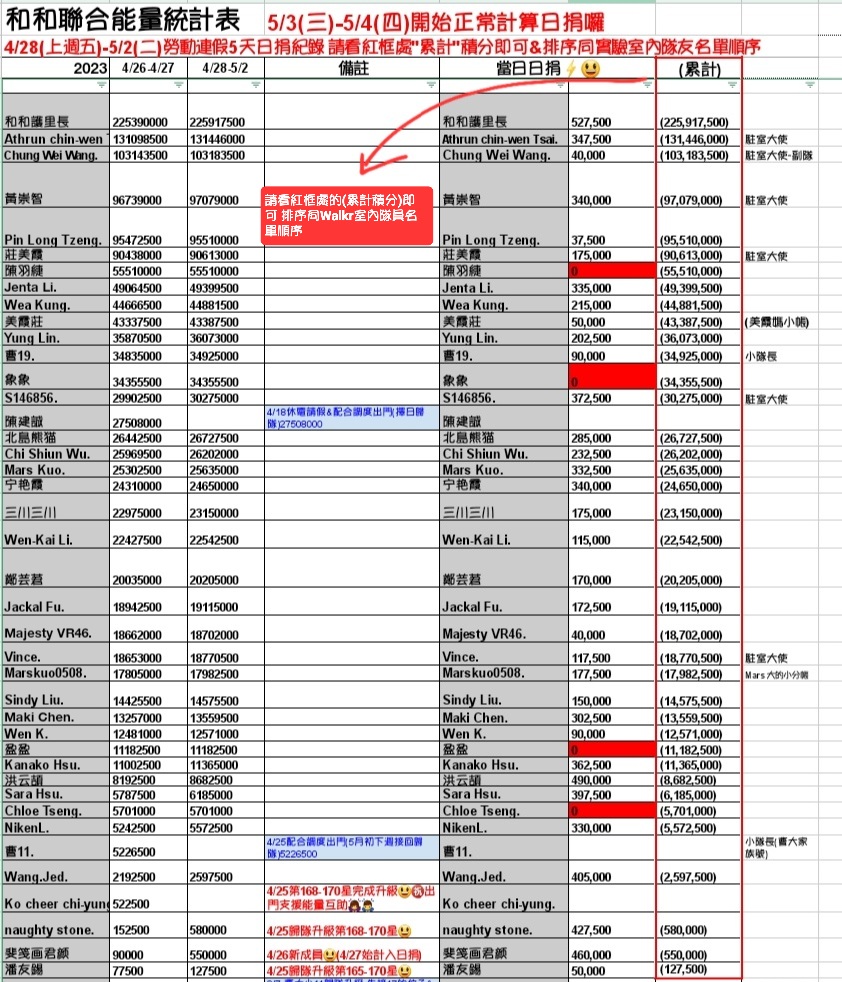 和和聯合能量統計表 5/3(三)-5/4(四)開始正常計算日捐囉
4/28(上週五)-5/2(二)勞動連假5天日捐紀錄 請看紅框處"累計"積分即可&排序同實驗室內隊友名單順序
2023 4/26-4/27 4/28-5/2 備註 當日日捐⚡😃 (累計)
和和護里長 225390000 225917500 和和護里長 527,500 (225,917,500)
Athrun chin-wen 131098500 131446000 Athrun chin-wen Tsai. 347,500 (131,446,000) 駐室大使
Chung Wei Wang. 103143500 103183500 Chung Wei Wang. 40,000 (103,183,500) 駐室大使-副隊
黃崇智 96739000 97079000 請看紅框處的(累計積分)即可 排序同Walkr室內隊員名單順序 黃崇智 340,000 (97,079,000) 駐室大使
Pin Long Tzeng. 95472500 95510000 Pin Long Tzeng. 37,500 (95,510,000)
莊美霞 90438000 90613000 莊美霞 175,000 (90,613,000) 駐室大使
陳羽緁 55510000 55510000 陳羽緁 0 (55,510,000)
Jenta Li. 49064500 49399500 Jenta Li. 335,000 (49,399,500)
Wea Kung. 44666500 44881500 Wea Kung. 215,000 (44,881,500)
美霞莊 43337500 43387500 美霞莊 50,000 (43,387,500) (美霞媽小帳)
Yung Lin. 35870500 36073000 Yung Lin. 202,500 (36,073,000)
曹19. 34835000 34925000 曹19. 90,000 (34,925,000) 小隊長
象象 34355500 34355500 象象 0 (34,355,500)
S146856. 29902500 30275000 S146856. 372,500 (30,275,000) 駐室大使
陳建誠 27508000 4/18休電請假&配合調度出門(擇日歸隊)27508000 陳建誠
北島熊猫 26442500 26727500 北島熊猫 285,000 (26,727,500)
Chi Shiun Wu. 25969500 26202000 Chi Shiun Wu. 232,500 (26,202,000)
Mars Kuo. 25302500 25635000 Mars Kuo. 332,500 (25,635,000)
宁艳霞 24310000 24650000 宁艳霞 340,000 (24,650,000)
三川三川 22975000 23150000 三川三川 175,000 (23,150,000)
Wen-Kai Li. 22427500 22542500 Wen-Kai Li. 115,000 (22,542,500)
鄭芸萻 20035000 20205000 鄭芸萻 170,000 (20,205,000)
Jackal Fu. 18942500 19115000 Jackal Fu. 172,500 (19,115,000)
Majesty VR46. 18662000 18702000 Majesty VR46. 40,000 (18,702,000)
Vince. 18653000 18770500 Vince. 117,500 (18,770,500) 駐室大使
Marskuo0508. 17805000 17982500 Marskuo0508. 177,500 (17,982,500) Mars 大的小分帳
Sindy Liu. 14425500 14575500 Sindy Liu. 150,000 (14,575,500)
Maki Chen. 13257000 13559500 Maki Chen. 302,500 (13,559,500)
Wen K. 12481000 12571000 Wen K. 90,000 (12,571,000)
盈盈 11182500 11182500 盈盈 0 (11,182,500)
Kanako Hsu. 11002500 11365000 Kanako Hsu. 362,500 (11,365,000)
洪云頡 8192500 8682500 洪云頡 490,000 (8,682,500)
Sara Hsu. 5787500 6185000 Sara Hsu. 397,500 (6,185,000)
Chloe Tseng. 5701000 5701000 Chloe Tseng. 0 (5,701,000)
NikenL. 5242500 5572500 NikenL. 330,000 (5,572,500)
曹11. 5226500 4/25配合調度出門(5月初下週接回歸隊)5226500 曹11. 小隊長(曹大家族號)
Wang.Jed. 2192500 2597500 Wang.Jed. 405,000 (2,597,500)
Ko cheer chi-yung 522500 4/25第168-170星完成升級😃㊗出門支援能量互助 Ko cheer chi-yung.
naughty stone. 152500 580000 4/25歸隊升級第168-170星😃 naughty stone. 427,500 (580,000)
斐笺画君颜 90000 550000 4/26新成員😃(4/27始計入日捐) 斐笺画君颜 460,000 (550,000)
潘友錫 77500 127500 4/25歸隊升級第165-170星😃 潘友錫 50,000 (127,500)